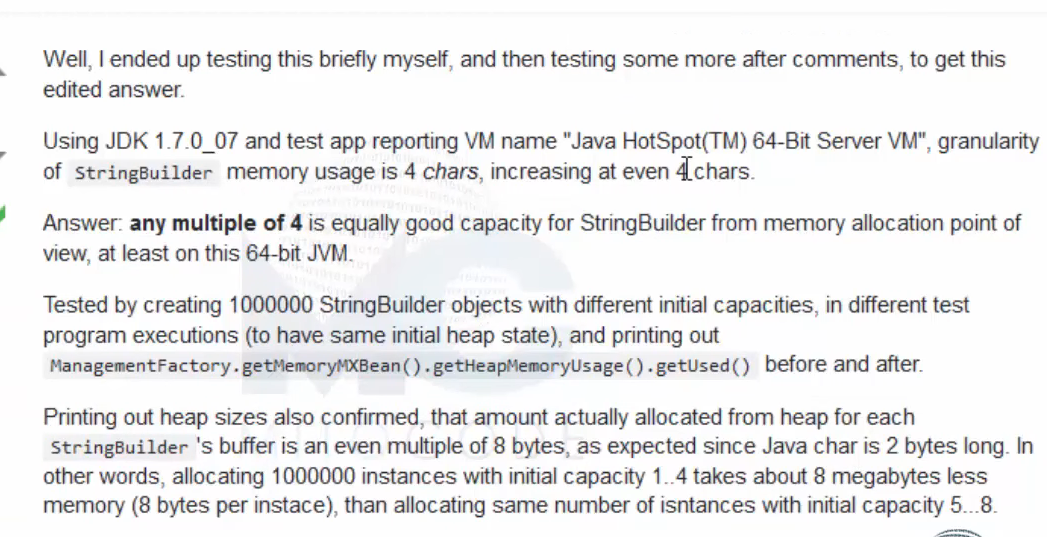 Well, I ended up testing this briefly myself, and then testing some more after comments, to get this
edited answer.
Using JDK 1.7.0_07 and test app reporting VM name "Java HotSpot(TM) 64-Bit Server VM", granularity
of StringBuilder memory usage is 4 chars, increasing at even 4 chars.
Answer: any multiple of 4 is equally good capacity for StringBuilder from memory allocation point of
view, at least on this 64-bit JVM.
Tested by creating 1000000 StringBuilder objects with different initial capacities, in different test
program executions (to have same initial heap state), and printing out
ManagementFactory.getMemoryMXBean().getHeapMemoryUsage().getUsed() before and after.
Printing out heap sizes also confirmed, that amount actually allocated from heap for each
StringBuilder's buffer is an even multiple of 8 bytes, as expected since Java char is 2 bytes long. In
other words, allocating 1000000 instances with initial capacity 1..4 takes about 8 megabytes less
memory (8 bytes per instace), than allocating same number of isntances with initial capacity 5...8.